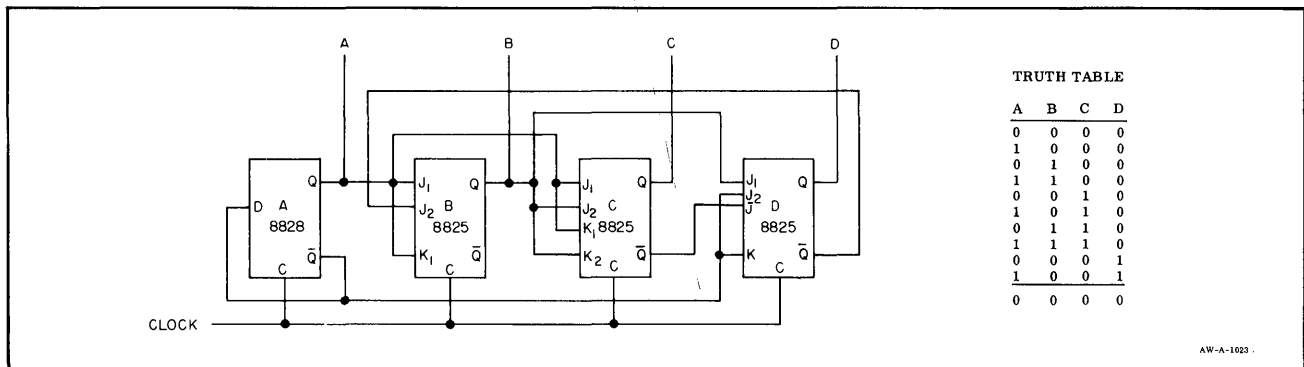 A B C D
TRUTH TABLE
A B C D
0 0 0 0
1 0 0 0
0 1 0 0
1 1 0 0
0 0 1 0
1 0 1 0
0 1 1 0
1 1 1 0
0 0 0 1
1 0 0 1
0 0 0 0
Q J1 Q J1 Q J1 Q
D A J2 B J2 C J2 D
8828 8825 K1 8825 J̅ 8825
Q̅ K1 Q̅ K2 Q̅ K Q̅
C C C C
CLOCK
AW-A-1023